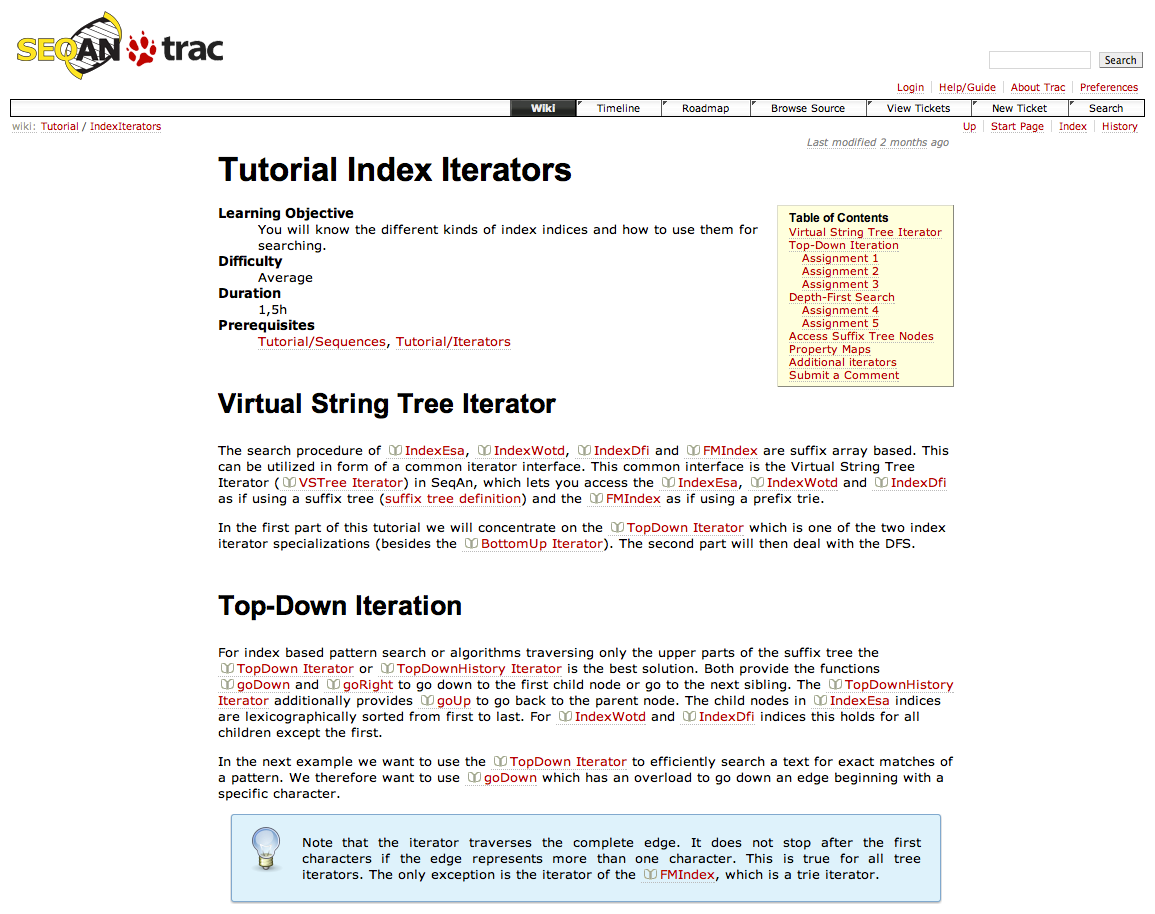 SEQAN trac
Search
Login Help/Guide About Trac Preferences
Wiki Timeline Roadmap Browse Source View Tickets New Ticket Search
wiki: Tutorial / IndexIterators
Up Start Page Index History
Last modified 2 months ago
Tutorial Index Iterators
Learning Objective
You will know the different kinds of index indices and how to use them for
searching.
Difficulty
Average
Duration
1,5h
Prerequisites
Tutorial/Sequences, Tutorial/Iterators
Table of Contents
Virtual String Tree Iterator
Top-Down Iteration
Assignment 1
Assignment 2
Assignment 3
Depth-First Search
Assignment 4
Assignment 5
Access Suffix Tree Nodes
Property Maps
Additional iterators
Submit a Comment
Virtual String Tree Iterator
The search procedure of IndexEsa, IndexWotd, IndexDfi and FMIndex are suffix array based. This
can be utilized in form of a common iterator interface. This common interface is the Virtual String Tree
Iterator (VSTree Iterator) in SeqAn, which lets you access the IndexEsa, IndexWotd and IndexDfi
as if using a suffix tree (suffix tree definition) and the FMIndex as if using a prefix trie.
In the first part of this tutorial we will concentrate on the TopDown Iterator which is one of the two index
iterator specializations (besides the BottomUp Iterator). The second part will then deal with the DFS.
Top-Down Iteration
For index based pattern search or algorithms traversing only the upper parts of the suffix tree the
TopDown Iterator or TopDownHistory Iterator is the best solution. Both provide the functions
goDown and goRight to go down to the first child node or go to the next sibling. The TopDownHistory
Iterator additionally provides goUp to go back to the parent node. The child nodes in IndexEsa indices
are lexicographically sorted from first to last. For IndexWotd and IndexDfi indices this holds for all
children except the first.
In the next example we want to use the TopDown Iterator to efficiently search a text for exact matches of
a pattern. We therefore want to use goDown which has an overload to go down an edge beginning with a
specific character.
Note that the iterator traverses the complete edge. It does not stop after the first
characters if the edge represents more than one character. This is true for all tree
iterators. The only exception is the iterator of the FMIndex, which is a trie iterator.